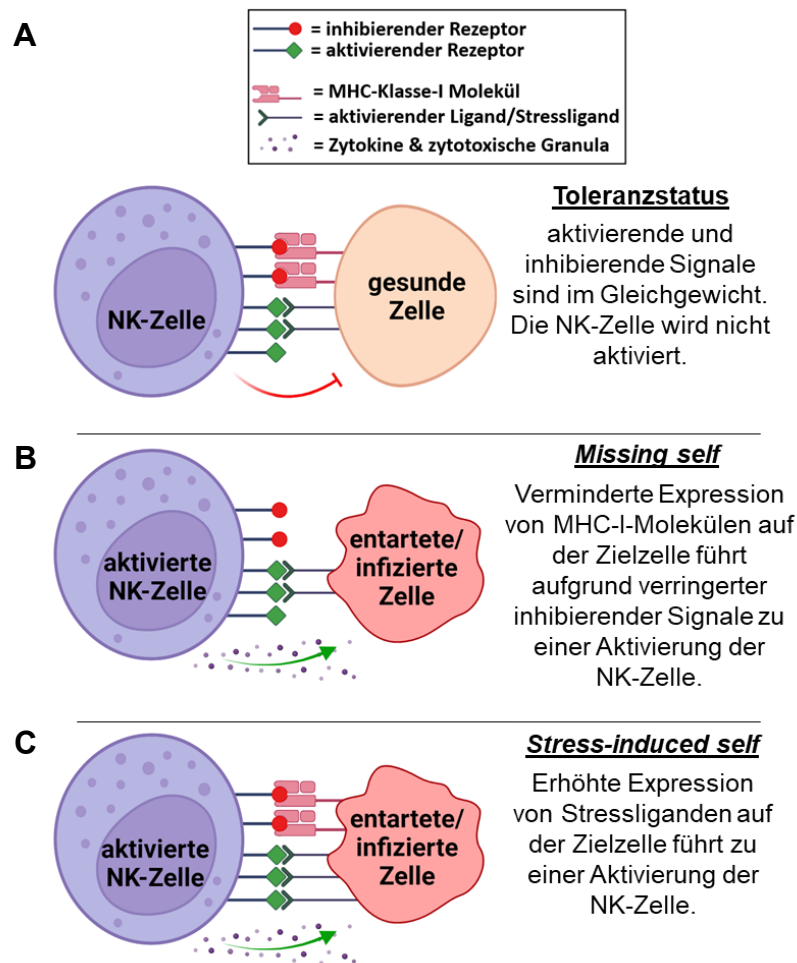 A
= inhibierender Rezeptor
= aktivierender Rezeptor
= MHC-Klasse-I Molekül
= aktivierender Ligand/Stressligand
= Zytokine & zytotoxische Granula
NK-Zelle
gesunde
Zelle
Toleranzstatus
aktivierende und
inhibierende Signale
sind im Gleichgewicht.
Die NK-Zelle wird nicht
aktiviert.
B
aktivierte
NK-Zelle
entartete/
infizierte
Zelle
Missing self
Verminderte Expression
von MHC-I-Molekülen auf
der Zielzelle führt
aufgrund verringerter
inhibierender Signale zu
einer Aktivierung der
NK-Zelle.
C
aktivierte
NK-Zelle
entartete/
infizierte
Zelle
Stress-induced self
Erhöhte Expression
von Stressliganden auf
der Zielzelle führt zu
einer Aktivierung der
NK-Zelle.